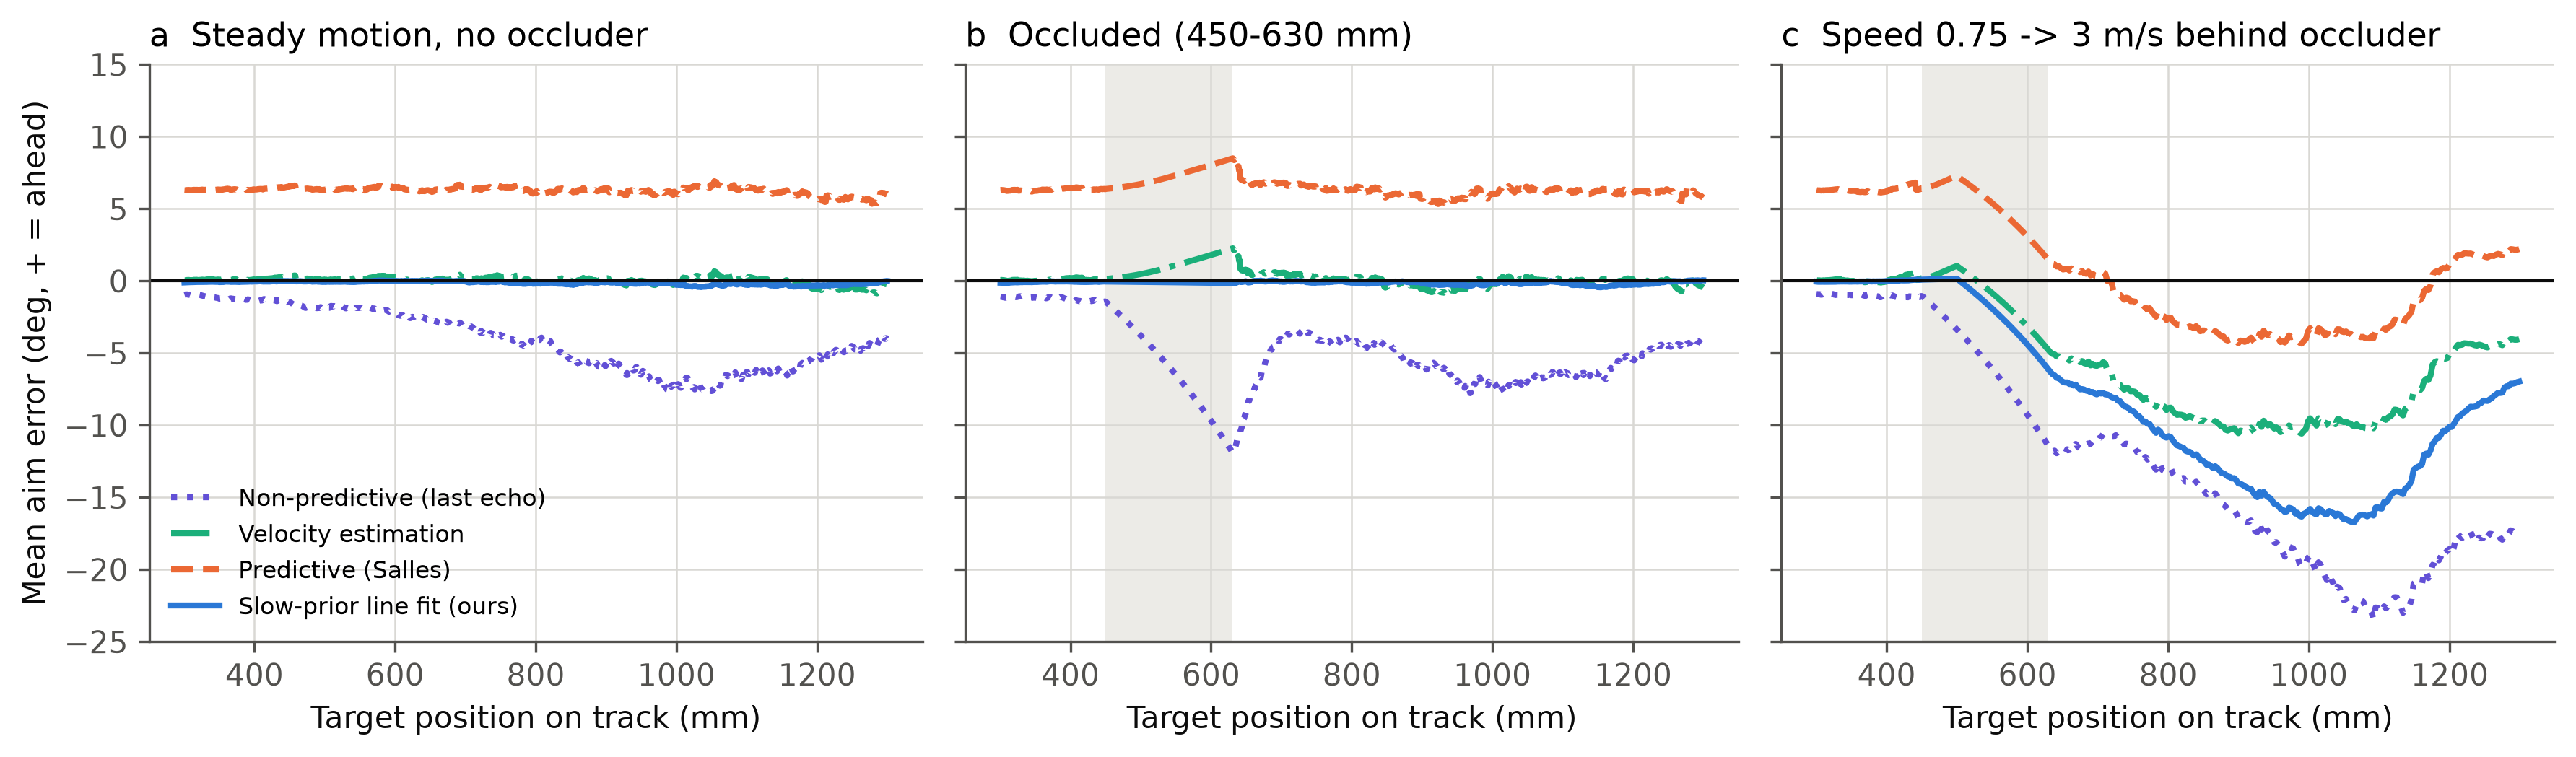 a  Steady motion, no occluder
b  Occluded (450-630 mm)
c  Speed 0.75 -> 3 m/s behind occluder
Mean aim error (deg, + = ahead)
15
10
5
0
−5
−10
−15
−20
−25
Non-predictive (last echo)
Velocity estimation
Predictive (Salles)
Slow-prior line fit (ours)
400 600 800 1000 1200
400 600 800 1000 1200
400 600 800 1000 1200
Target position on track (mm)
Target position on track (mm)
Target position on track (mm)